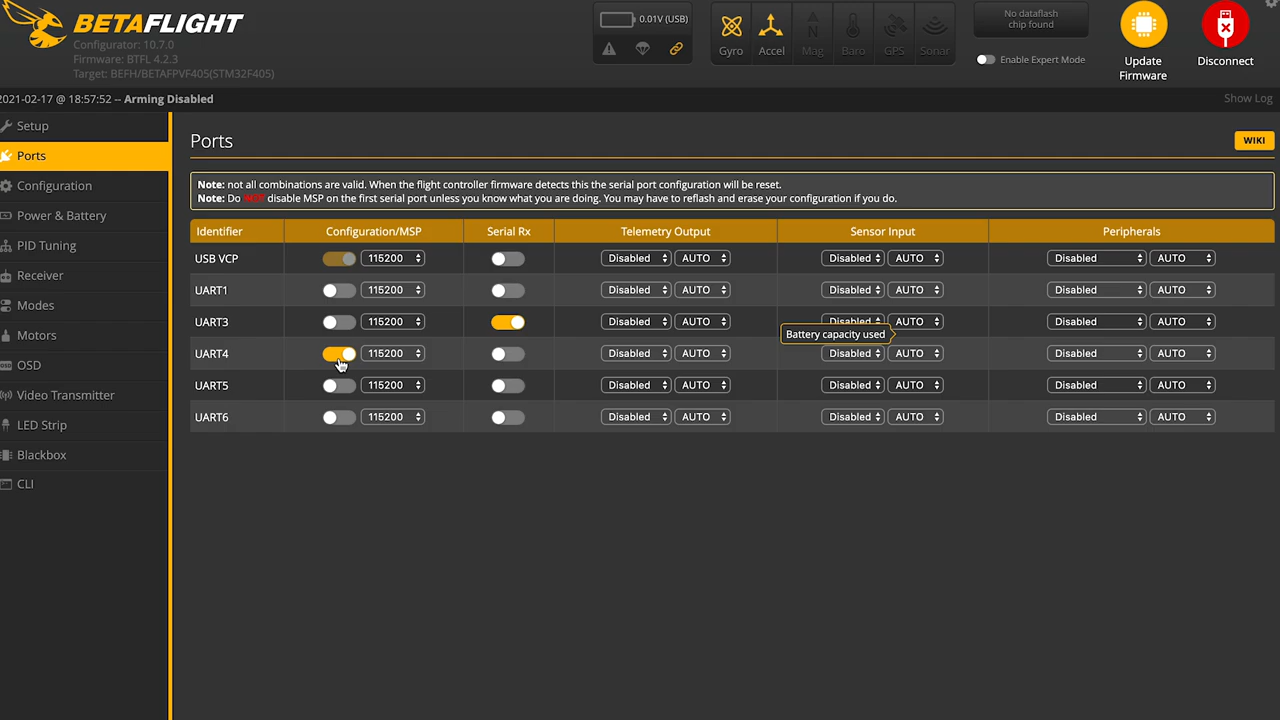 BETAFLIGHT
Configurator: 10.7.0
Firmware: BTFL 4.2.3
Target: BEFH/BETAFPVF405(STM32F405)
0.01V (USB)
Gyro Accel Mag Baro GPS Sonar
No dataflash
chip found
Enable Expert Mode
Update
Firmware
Disconnect
2021-02-17 @ 18:57:52 -- Arming Disabled
Show Log
Setup
Ports
Configuration
Power & Battery
PID Tuning
Receiver
Modes
Motors
OSD
Video Transmitter
LED Strip
Blackbox
CLI
Ports
WIKI
Note: not all combinations are valid. When the flight controller firmware detects this the serial port configuration will be reset.
Note: Do NOT disable MSP on the first serial port unless you know what you are doing. You may have to reflash and erase your configuration if you do.
Identifier Configuration/MSP Serial Rx Telemetry Output Sensor Input Peripherals
USB VCP 115200 Disabled AUTO Disabled AUTO Disabled AUTO
UART1 115200 Disabled AUTO Disabled AUTO Disabled AUTO
UART3 115200 Disabled AUTO Disabled AUTO Disabled AUTO
Battery capacity used
UART4 115200 Disabled AUTO Disabled AUTO Disabled AUTO
UART5 115200 Disabled AUTO Disabled AUTO Disabled AUTO
UART6 115200 Disabled AUTO Disabled AUTO Disabled AUTO